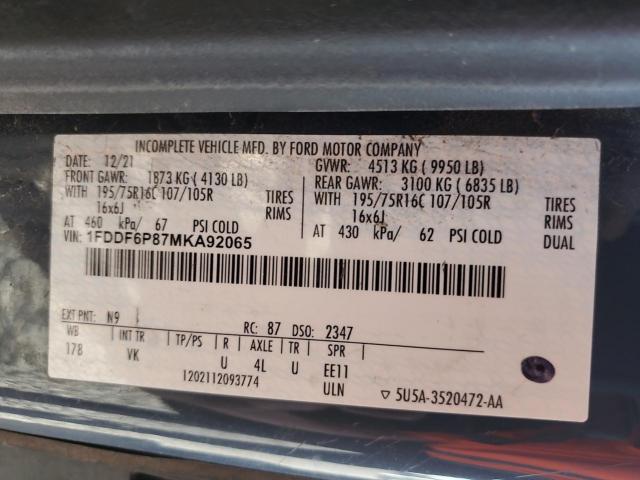 INCOMPLETE VEHICLE MFD. BY FORD MOTOR COMPANY
DATE: 12/21 GVWR: 4513 KG ( 9950 LB)
FRONT GAWR: 1873 KG ( 4130 LB) REAR GAWR: 3100 KG ( 6835 LB)
WITH 195/75R16C 107/105R TIRES WITH 195/75R16C 107/105R TIRES
16x6J RIMS 16x6J RIMS
AT 460 kPa/ 67 PSI COLD AT 430 kPa/ 62 PSI COLD DUAL
VIN: 1FDDF6P87MKA92065
EXT PNT: N9 RC: 87 DSO: 2347
WB INT TR TP/PS R AXLE TR SPR
178 VK U 4L U EE11
1202112093774 ULN ▽ 5U5A-3520472-AA